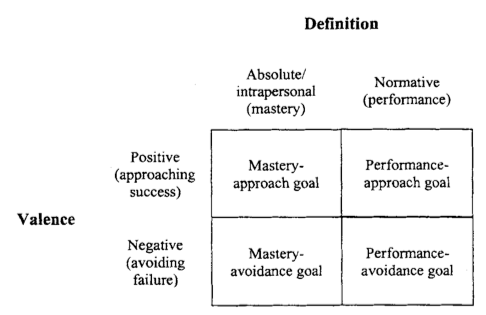 Definition
Absolute/
intrapersonal
(mastery)
Normative
(performance)
Positive
(approaching
success)
Mastery-
approach goal
Performance-
approach goal
Valence
Negative
(avoiding
failure)
Mastery-
avoidance goal
Performance-
avoidance goal